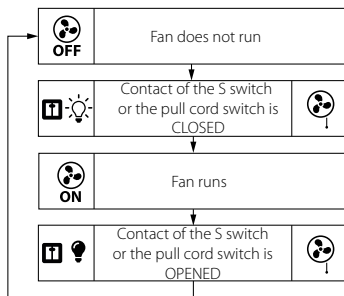 OFF
Fan does not run
Contact of the S switch
or the pull cord switch is
CLOSED
ON
Fan runs
Contact of the S switch
or the pull cord switch is
OPENED